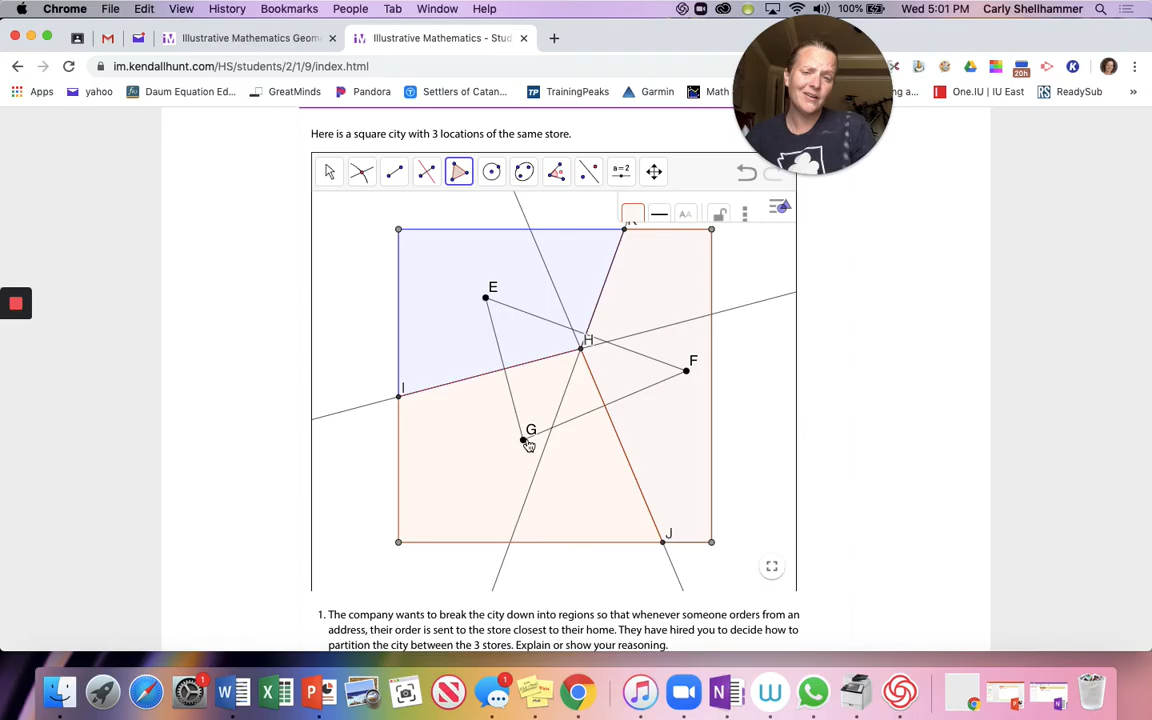 Chrome File Edit View History Bookmarks People Tab Window Help 100% Wed 5:01 PM Carly Shellhammer
Illustrative Mathematics Geom
Illustrative Mathematics - Stud
im.kendallhunt.com/HS/students/2/1/9/index.html
20h
K
Apps yahoo Daum Equation Ed... GreatMinds Pandora Settlers of Catan... TrainingPeaks Garmin Math One.IU | IU East ReadySub
Here is a square city with 3 locations of the same store.
a=2
AA
K
E
H
F
I
G
J
1. The company wants to break the city down into regions so that whenever someone orders from an
address, their order is sent to the store closest to their home. They have hired you to decide how to
partition the city between the 3 stores. Explain or show your reasoning.